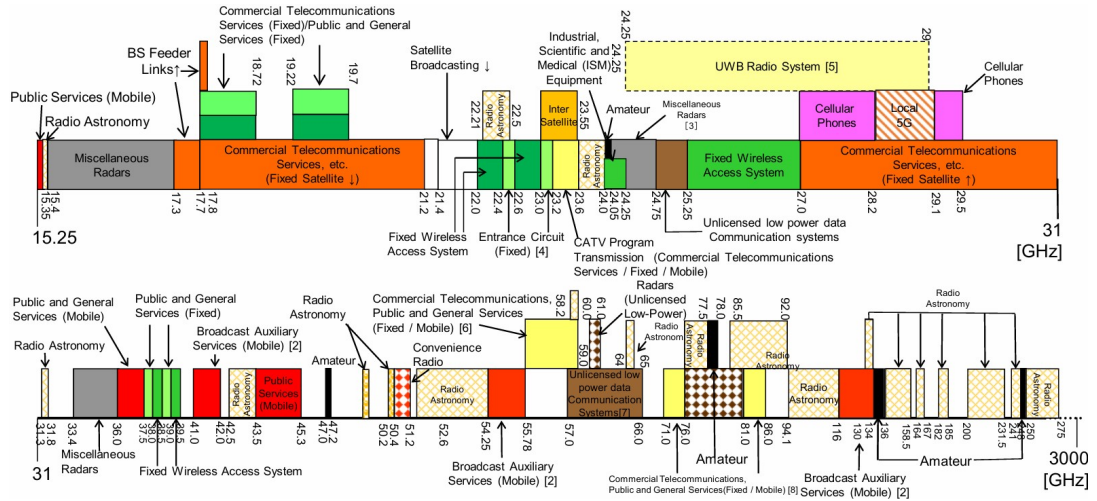 Commercial Telecommunications
Services (Fixed)/Public and General
Services (Fixed)
BS Feeder
Links↑
18.72
19.22
19.7
Satellite
Broadcasting ↓
Industrial,
Scientific and
Medical (ISM)
Equipment
24.25
24.25
29.
UWB Radio System [5]
Cellular
Phones
Public Services (Mobile)
Radio Astronomy
22.21
Radio
Astronomy
22.5
Inter
Satellite
23.55
Amateur
Miscellaneous
Radars
[3]
Cellular
Phones
Local
5G
Miscellaneous
Radars
Commercial Telecommunications
Services, etc.
(Fixed Satellite ↓)
Radio
Astronomy
Fixed Wireless
Access System
Commercial Telecommunications
Services, etc.
(Fixed Satellite ↑)
15.35
15.4
17.3
17.7
17.8
21.2
21.4
22.0
22.4
22.6
23.0
23.2
23.6
24.0
24.05
24.25
24.75
25.25
27.0
28.2
29.1
29.5
15.25
31
[GHz]
Fixed Wireless
Access System
Entrance Circuit
(Fixed) [4]
CATV Program
Transmission (Commercial Telecommunications
Services / Fixed / Mobile)
Unlicensed low power data
Communication systems
Public and General
Services (Mobile)
Public and General
Services (Fixed)
Radio Astronomy
Broadcast Auxiliary
Services (Mobile) [2]
Radio
Astronomy
Amateur
Commercial Telecommunications,
Public and General Services
(Fixed / Mobile) [6]
Convenience
Radio
58.2
59.0
60.0
61.0
Radars
(Unlicensed
Low-Power)
64
65
Radio
Astronom
77.5
78.0
85.5
92.0
Radio
Astronomy
Radio
Astronomy
Radio
Astronomy
Radio
Astronomy
Public Services
(Mobile)
Radio
Astronomy
Unlicensed low
power data
Communication
Systems[7]
Radio
Astronomy
Radio
Astronomy
31.3
31.8
33.4
36.0
37.5
38.0
38.5
39.0
39.5
41.0
42.0
42.5
43.5
45.3
47.0
47.2
50.2
50.4
51.2
52.6
54.25
55.78
57.0
66.0
71.0
76.0
81.0
86.0
94.1
116
130
134
136
158.5
164
167
182
185
200
231.5
241
248
250
275
31
3000
[GHz]
Miscellaneous
Radars
Fixed Wireless Access System
Broadcast Auxiliary
Services (Mobile)
[2]
Amateur
Commercial Telecommunications,
Public and General Services(Fixed / Mobile) [8]
Broadcast Auxiliary
Services (Mobile) [2]
Amateur